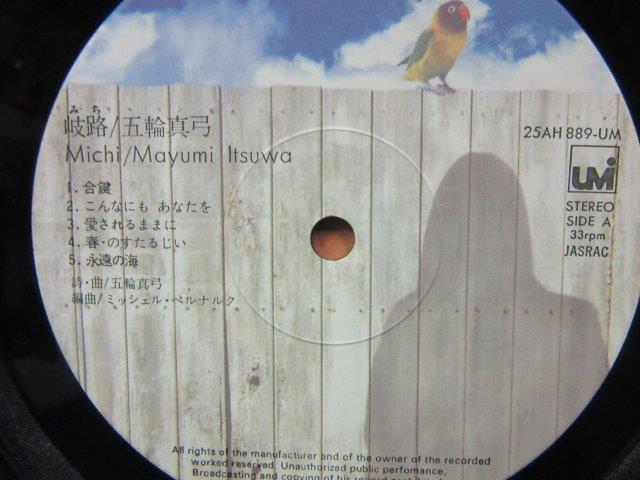 みち
岐路/五輪真弓
Michi/Mayumi Itsuwa
1. 合鍵
2. こんなにも あなたを
3. 愛されるままに
4. 春・のすたるじい
5. 永遠の海
詩・曲/五輪真弓
編曲/ミッシェル・ベルナルク
25AH 889-UM
UMI
STEREO
SIDE A
33rpm
JASRAC
All rights of the manufacturer and of the owner of the recorded
worked reserved. Unauthorized public perfomance,
Broadcasting and copying of his record